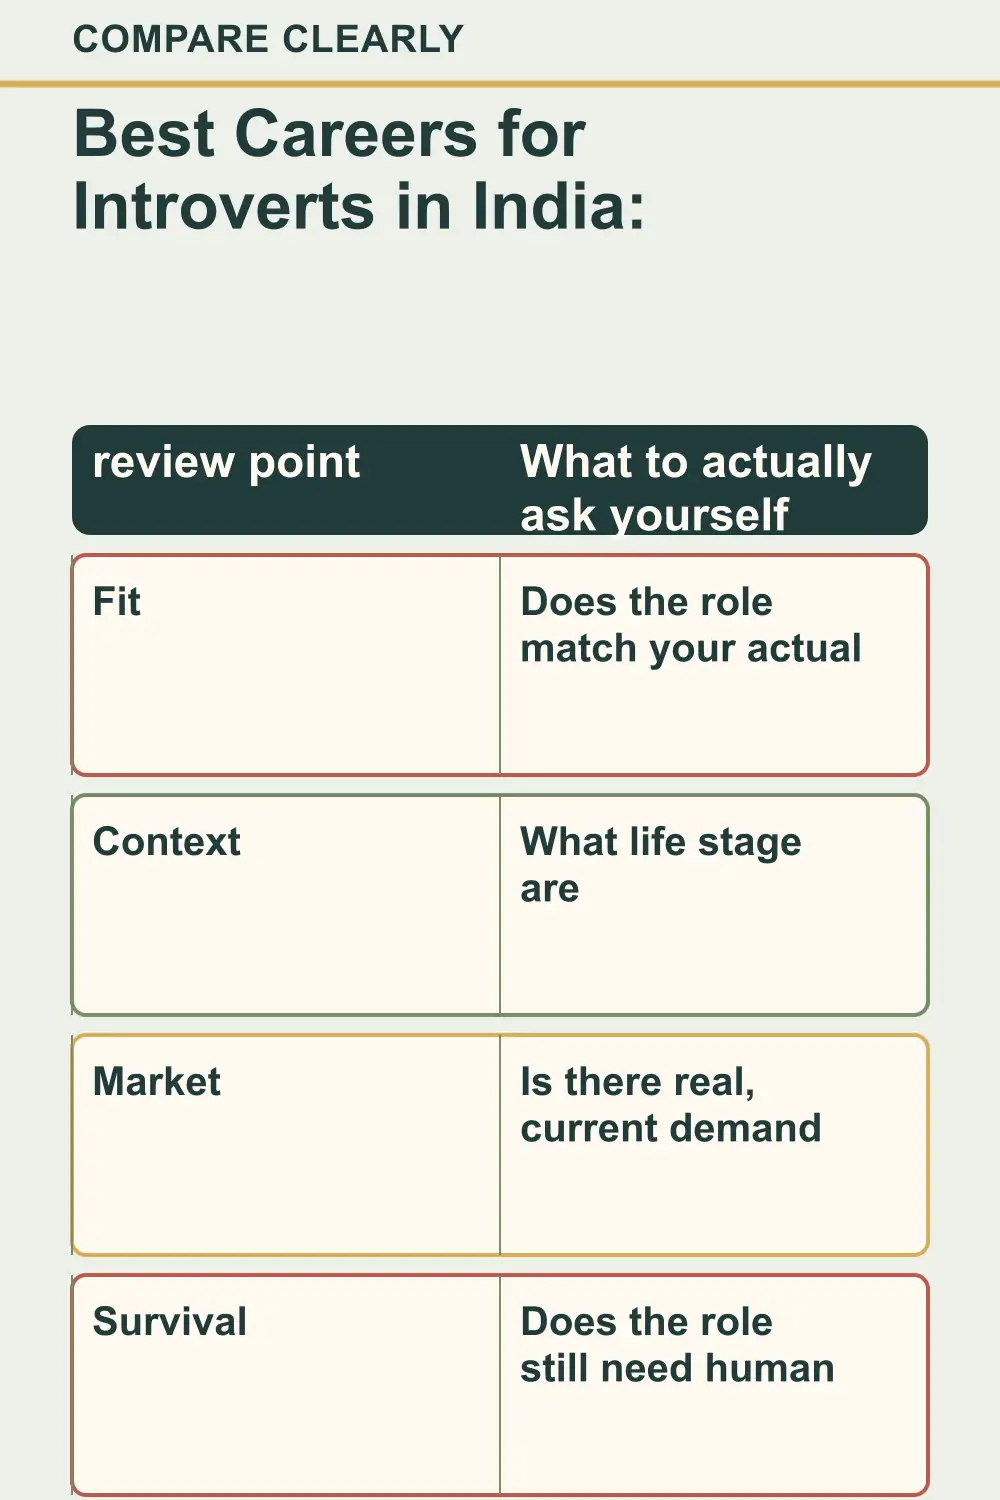 COMPARE CLEARLY
Best Careers for
Introverts in India:
review point
What to actually
ask yourself
Fit
Does the role
match your actual
Context
What life stage
are
Market
Is there real,
current demand
Survival
Does the role
still need human